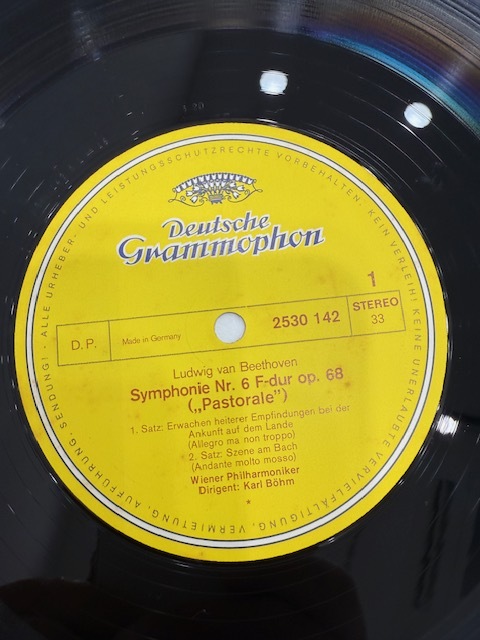 Deutsche
Grammophon
1
D. P.
Made in Germany
2530 142
STEREO
33
Ludwig van Beethoven
Symphonie Nr. 6 F-dur op. 68
(„Pastorale")
1. Satz: Erwachen heiterer Empfindungen bei der
Ankunft auf dem Lande
(Allegro ma non troppo)
2. Satz: Szene am Bach
(Andante molto mosso)
Wiener Philharmoniker
Dirigent: Karl Böhm
*
ALLE URHEBER- UND LEISTUNGSSCHUTZRECHTE VORBEHALTEN · KEIN VERLEIH! KEINE UNERLAUBTE VERVIELFÄLTIGUNG, VERMIETUNG, AUFFÜHRUNG, SENDUNG! ·